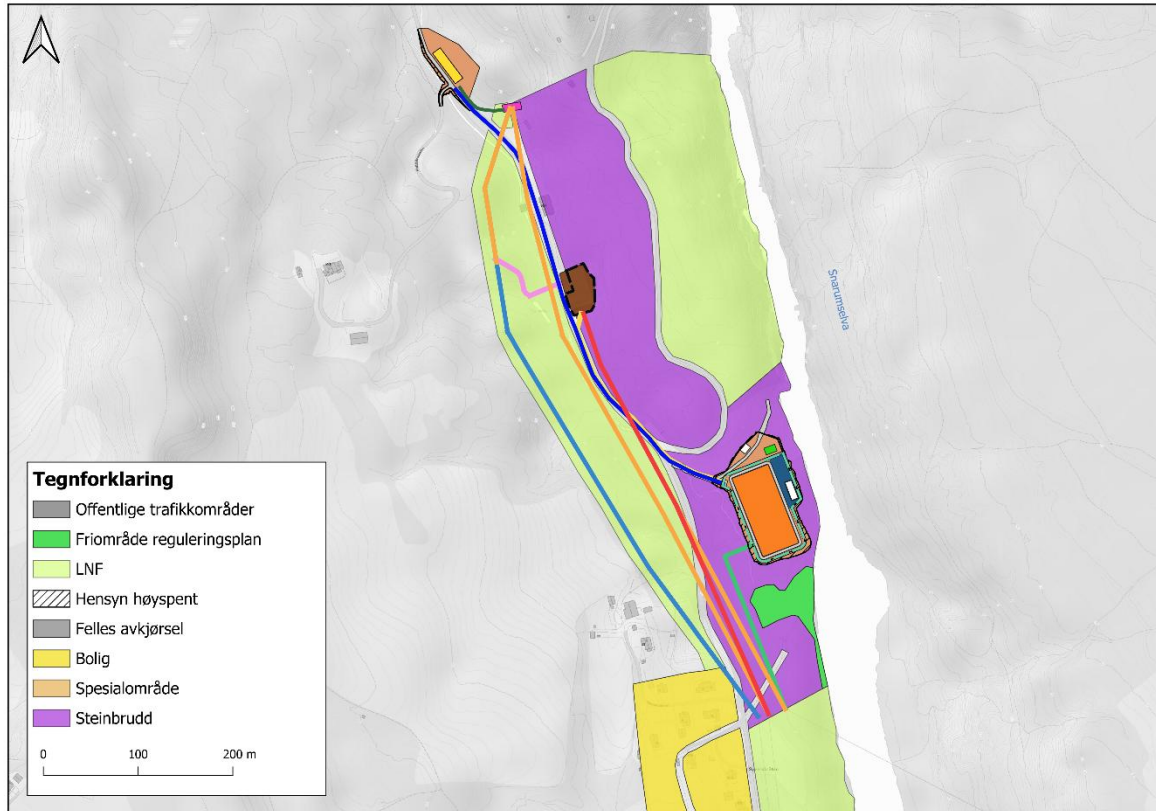 Snarumselva
Tegnforklaring
Offentlige trafikkområder
Friområde reguleringsplan
LNF
Hensyn høyspent
Felles avkjørsel
Bolig
Spesialområde
Steinbrudd
0 100 200 m